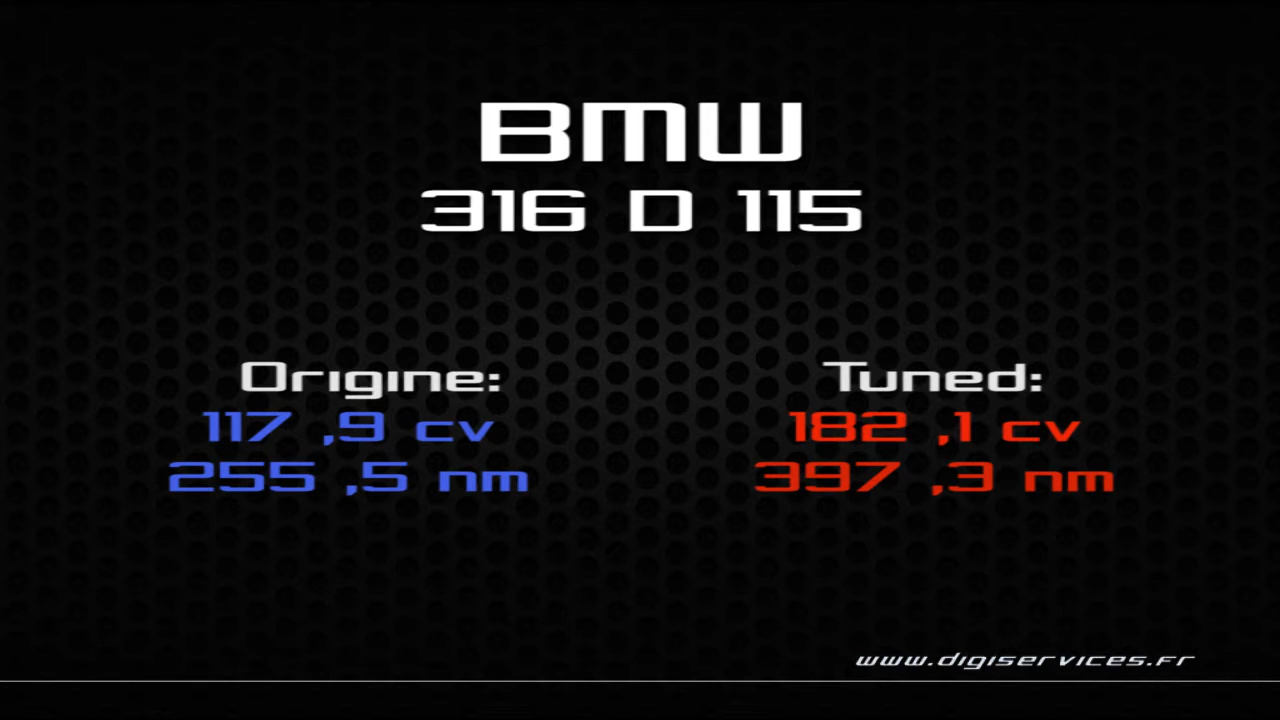 BMW
316 D 115
Origine:
117 ,9 cv
255 ,5 nm
Tuned:
182 ,1 cv
397 ,3 nm
www.digiservices.fr